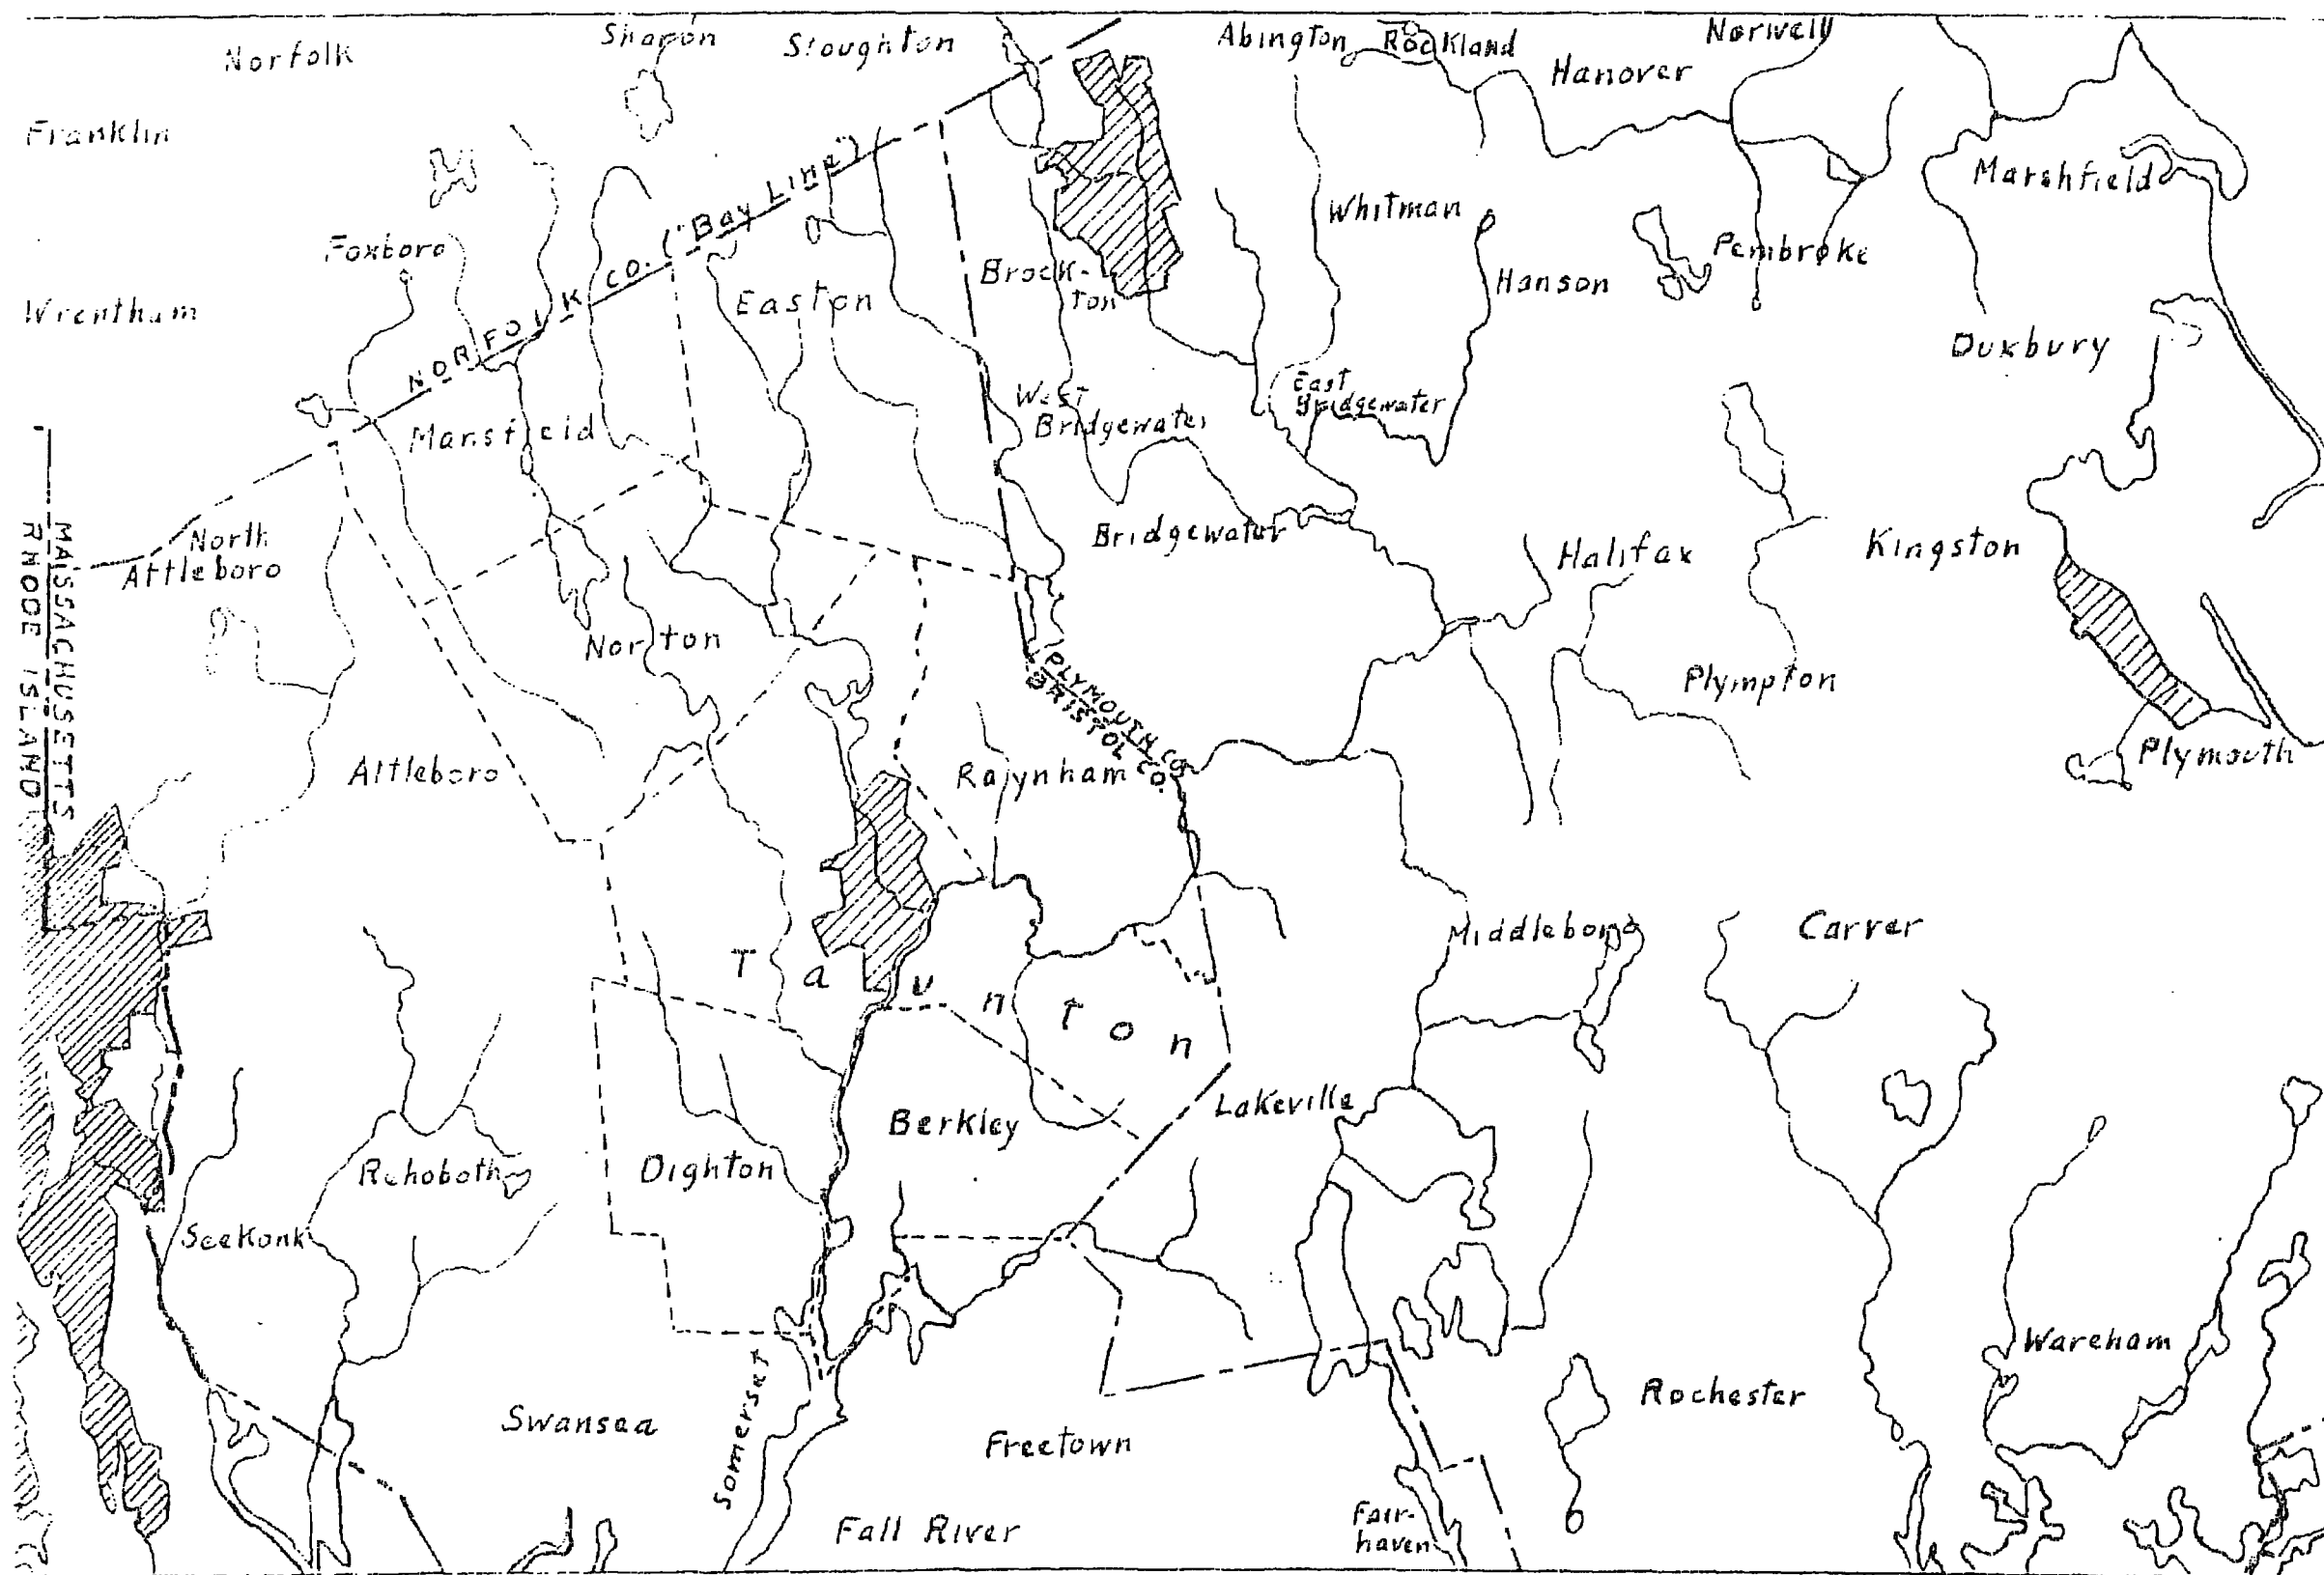 Norfolk
Sharon
Stoughton
Abington
Rockland
Norwell
Hanover
Franklin
Marshfield
Whitman
Foxboro
NORFOLK CO. ("Bay Line")
Brock-
ton
Pembroke
Hanson
Wrentham
Easton
Duxbury
Mansfield
West
Bridgewater
East
Bridgewater
North
Attleboro
Bridgewater
Halifax
Kingston
MASSACHUSETTS
RHODE ISLAND
Norton
PLYMOUTH CO.
BRISTOL CO.
Plympton
Plymouth
Attleboro
Raynham
Middleboro
Carver
Taunton
Lakeville
Berkley
Rehoboth
Dighton
Seekonk
Wareham
Somerset
Rochester
Swansea
Freetown
Fall River
Fair-
haven